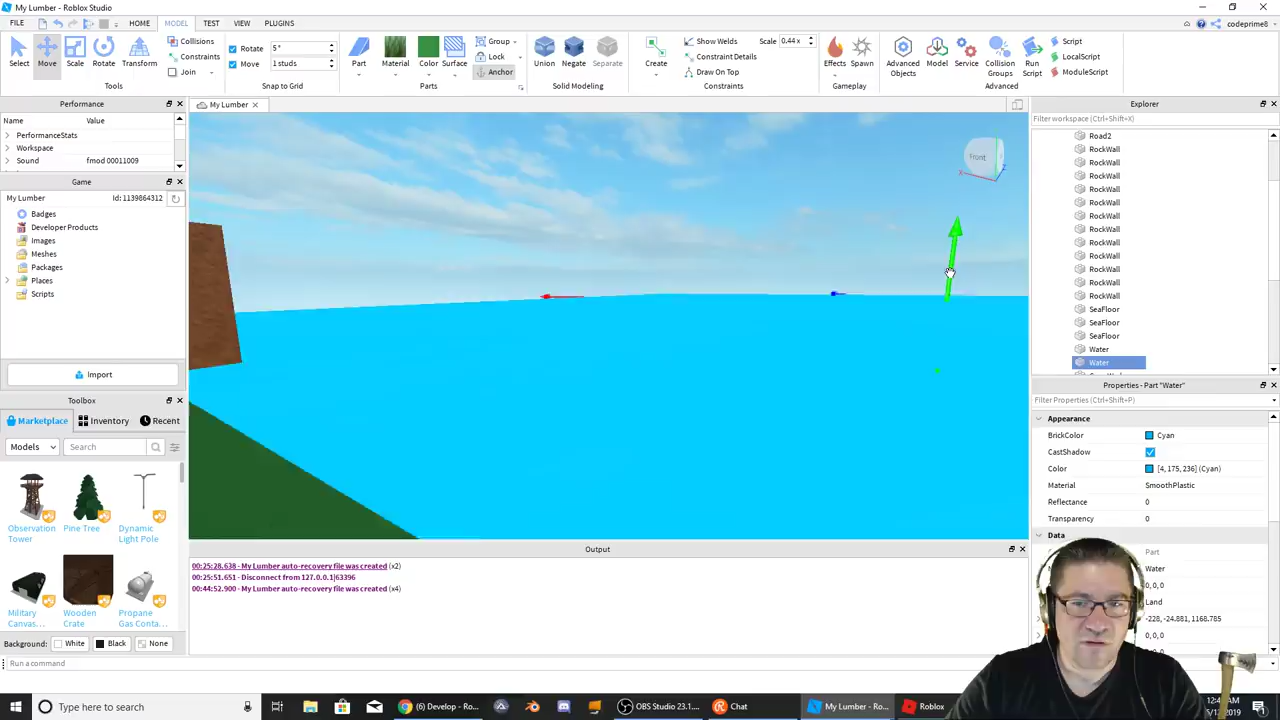 My Lumber - Roblox Studio
FILE HOME MODEL TEST VIEW PLUGINS codeprime8
Select Move Scale Rotate Transform
Collisions
Constraints
Join
Tools
Rotate 5°
Move 1 studs
Snap to Grid
Part Material Color Surface
Group
Lock
Anchor
Parts
Union Negate Separate
Solid Modeling
Create
Show Welds Scale 0.44x
Constraint Details
Draw On Top
Constraints
Effects Spawn
Gameplay
Advanced Objects Model Service Collision Groups Run Script
Script
LocalScript
ModuleScript
Advanced
Performance
Name Value
PerformanceStats
Workspace
Sound fmod 00011009
Game
My Lumber Id: 1139864312
Badges
Developer Products
Images
Meshes
Packages
Places
Scripts
Import
Toolbox
Marketplace Inventory Recent
Models Search
Observation Tower
Pine Tree
Dynamic Light Pole
Military Canvas...
Wooden Crate
Propane Gas Conta...
Background: White Black None
Run a command
My Lumber
Front
X
Z
Output
00:25:28.638 - My Lumber auto-recovery file was created (x2)
00:25:51.651 - Disconnect from 127.0.0.1|63396
00:44:52.900 - My Lumber auto-recovery file was created (x4)
Explorer
Filter workspace (Ctrl+Shift+X)
Road2
RockWall
RockWall
RockWall
RockWall
RockWall
RockWall
RockWall
RockWall
RockWall
RockWall
RockWall
RockWall
SeaFloor
SeaFloor
SeaFloor
Water
Water
Properties - Part "Water"
Filter Properties (Ctrl+Shift+P)
Appearance
BrickColor Cyan
CastShadow
Color [4, 175, 236] (Cyan)
Material SmoothPlastic
Reflectance 0
Transparency 0
Data
Part
Water
0, 0, 0
Land
-228, -24.881, 1168.785
0, 0, 0
Type here to search
(6) Develop - Ro...
OBS Studio 23.1....
Chat
My Lumber - Ro...
Roblox